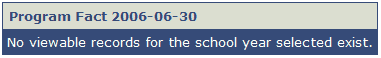 Program Fact 2006-06-30
No viewable records for the school year selected exist.